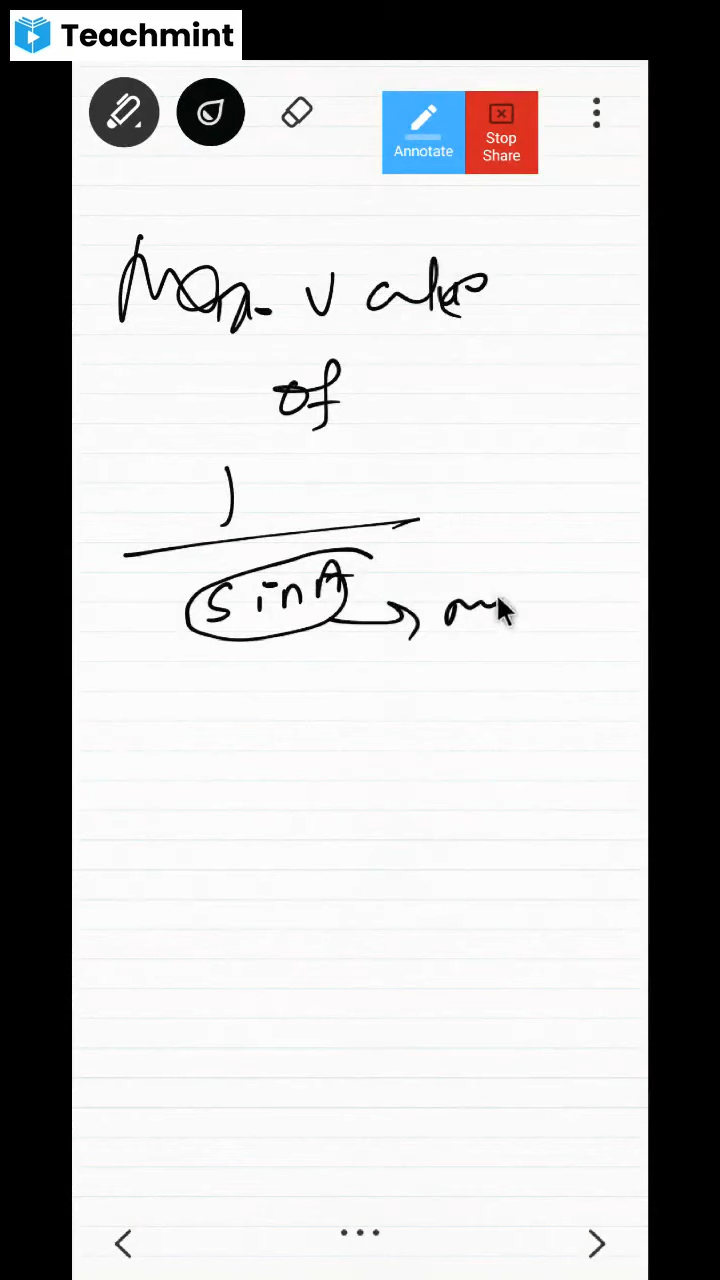 Teachmint
Annotate
Stop
Share
Max. value
of
1
sinA